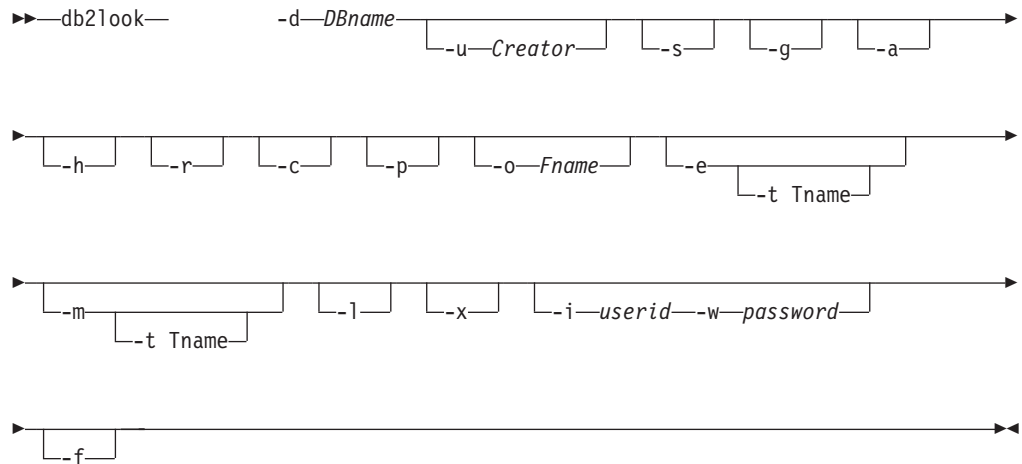 db2look -d DBname -u Creator -s -g -a
-h -r -c -p -o Fname -e -t Tname
-m -t Tname -l -x -i userid -w password
-f